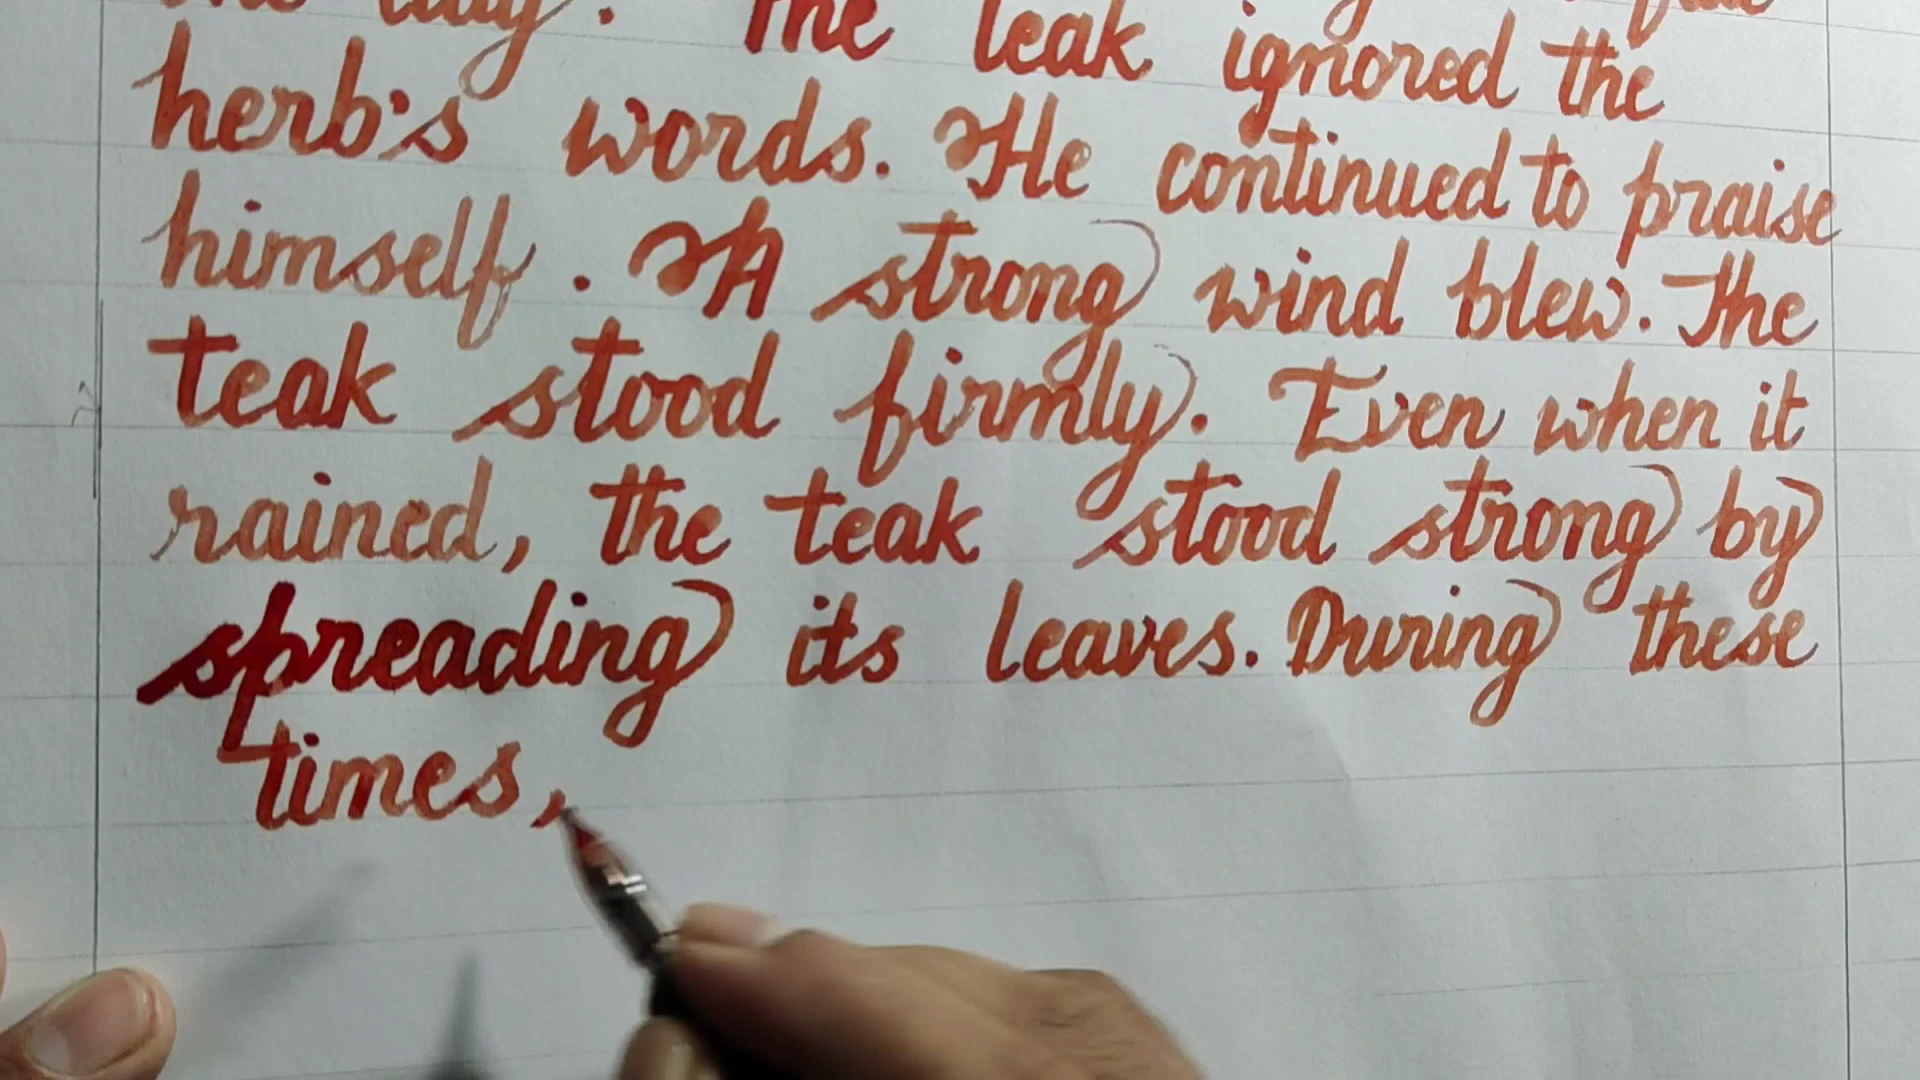 The teak ignored the
herb's words. He continued to praise
himself. A strong wind blew. The
teak stood firmly. Even when it
rained, the teak stood strong by
spreading its leaves. During these
times,